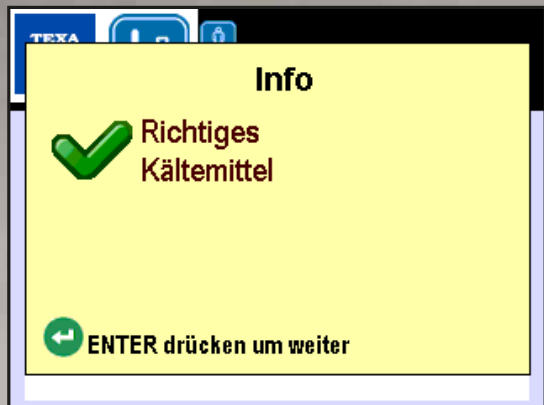 TEXA
Info
Richtiges
Kältemittel
ENTER drücken um weiter